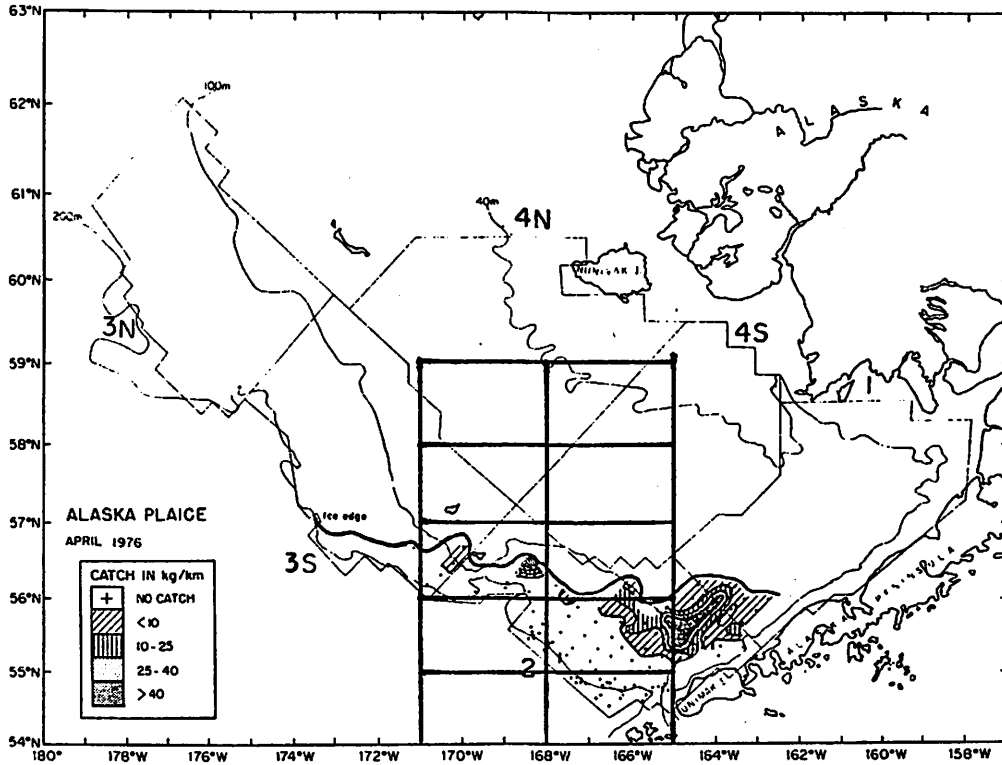 63°N
62°N
61°N
60°N
59°N
58°N
57°N
56°N
55°N
54°N
100m
200m
40m
A L A S K A
4N
NUNIVAK I.
3N
4S
1
Ice edge
3S
2
UNIMAK I.
ALASKA PENINSULA
ALASKA PLAICE
APRIL 1976
CATCH IN kg/km
+ NO CATCH
<10
10-25
25-40
>40
180° 178°W 176°W 174°W 172°W 170°W 168°W 166°W 164°W 162°W 160°W 158°W